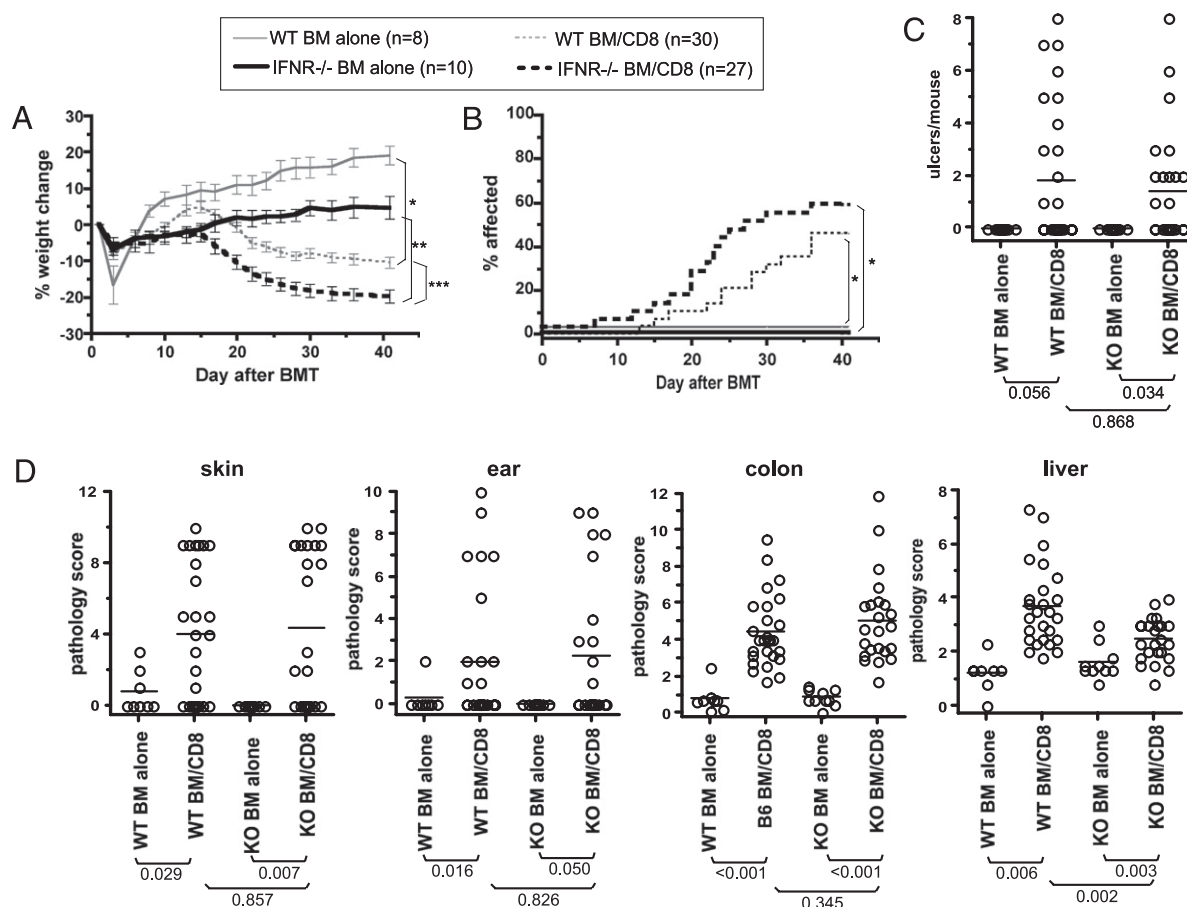 WT BM alone (n=8)
WT BM/CD8 (n=30)
IFNR-/- BM alone (n=10)
IFNR-/- BM/CD8 (n=27)
A
% weight change
30
20
10
0
-10
-20
-30
0 10 20 30 40
Day after BMT
*
**
***
B
% affected
100
80
60
40
20
0
0 10 20 30 40
Day after BMT
*
*
C
ulcers/mouse
8
6
4
2
0
WT BM alone
WT BM/CD8
KO BM alone
KO BM/CD8
0.056
0.034
0.868
D
skin
pathology score
12
8
4
0
WT BM alone
WT BM/CD8
KO BM alone
KO BM/CD8
0.029
0.007
0.857
ear
pathology score
10
8
6
4
2
0
WT BM alone
WT BM/CD8
KO BM alone
KO BM/CD8
0.016
0.050
0.826
colon
pathology score
12
10
8
6
4
2
0
WT BM alone
B6 BM/CD8
KO BM alone
KO BM/CD8
<0.001
<0.001
0.345
liver
pathology score
8
6
4
2
0
WT BM alone
WT BM/CD8
KO BM alone
KO BM/CD8
0.006
0.003
0.002